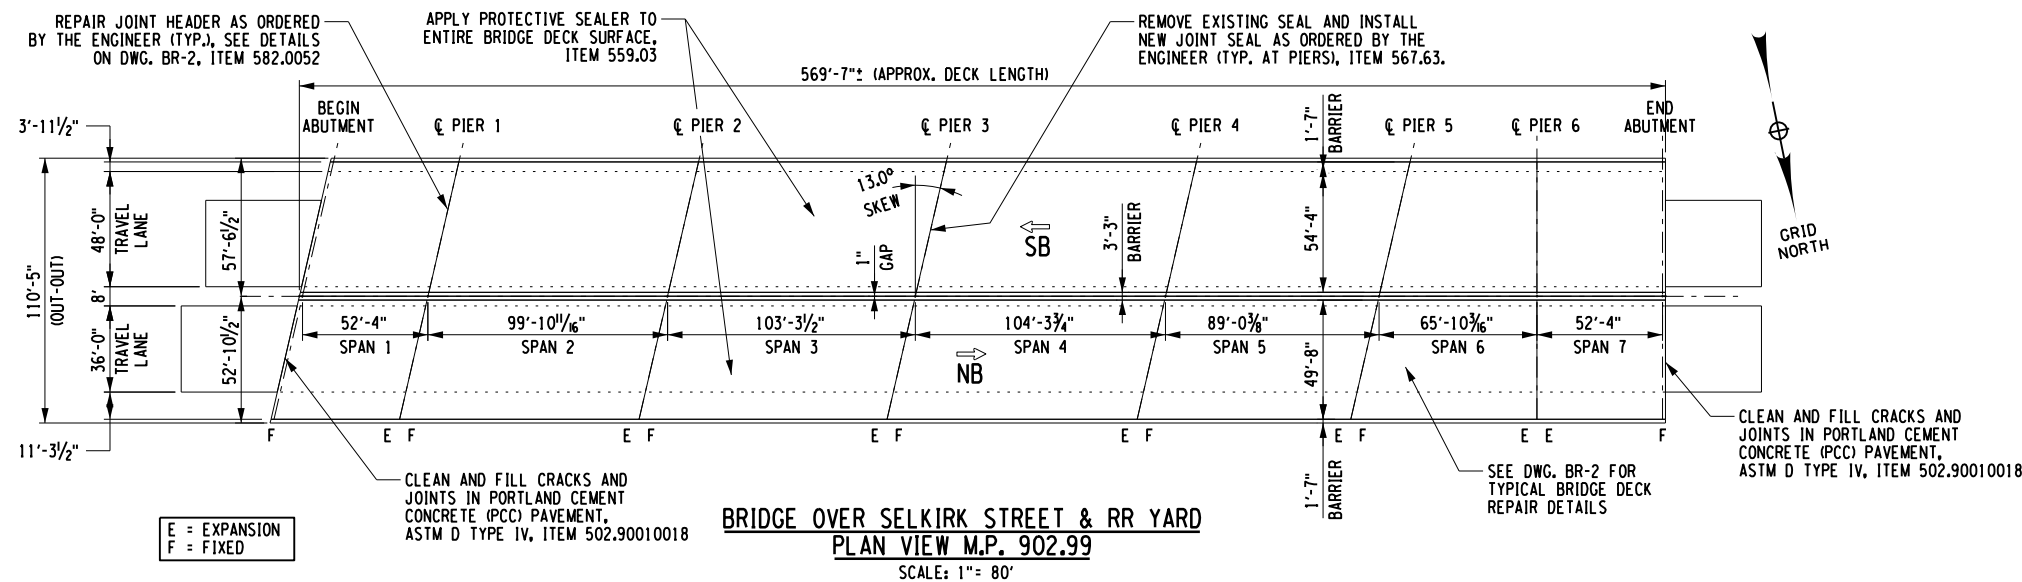 REPAIR JOINT HEADER AS ORDERED
BY THE ENGINEER (TYP.), SEE DETAILS
ON DWG. BR-2, ITEM 582.0052
APPLY PROTECTIVE SEALER TO
ENTIRE BRIDGE DECK SURFACE,
ITEM 559.03
REMOVE EXISTING SEAL AND INSTALL
NEW JOINT SEAL AS ORDERED BY THE
ENGINEER (TYP. AT PIERS), ITEM 567.63.
569'-7"± (APPROX. DECK LENGTH)
BEGIN
ABUTMENT
℄ PIER 1
℄ PIER 2
℄ PIER 3
℄ PIER 4
℄ PIER 5
℄ PIER 6
END
ABUTMENT
1'-7"
BARRIER
3'-11½"
48'-0"
TRAVEL
LANE
57'-6½"
110'-5"
(OUT-OUT)
8'
36'-0"
TRAVEL
LANE
52'-10½"
11'-3½"
13.0°
SKEW
1"
GAP
SB
3'-3"
BARRIER
54'-4"
GRID
NORTH
52'-4"
SPAN 1
99'-10 11/16"
SPAN 2
103'-3½"
SPAN 3
104'-3¾"
SPAN 4
89'-0⅜"
SPAN 5
65'-10 3/16"
SPAN 6
52'-4"
SPAN 7
NB
49'-8"
F E F E F E F E F E F E E F
1'-7"
BARRIER
CLEAN AND FILL CRACKS AND
JOINTS IN PORTLAND CEMENT
CONCRETE (PCC) PAVEMENT,
ASTM D TYPE IV, ITEM 502.90010018
SEE DWG. BR-2 FOR
TYPICAL BRIDGE DECK
REPAIR DETAILS
CLEAN AND FILL CRACKS AND
JOINTS IN PORTLAND CEMENT
CONCRETE (PCC) PAVEMENT,
ASTM D TYPE IV, ITEM 502.90010018
E = EXPANSION
F = FIXED
BRIDGE OVER SELKIRK STREET & RR YARD
PLAN VIEW M.P. 902.99
SCALE: 1"= 80'